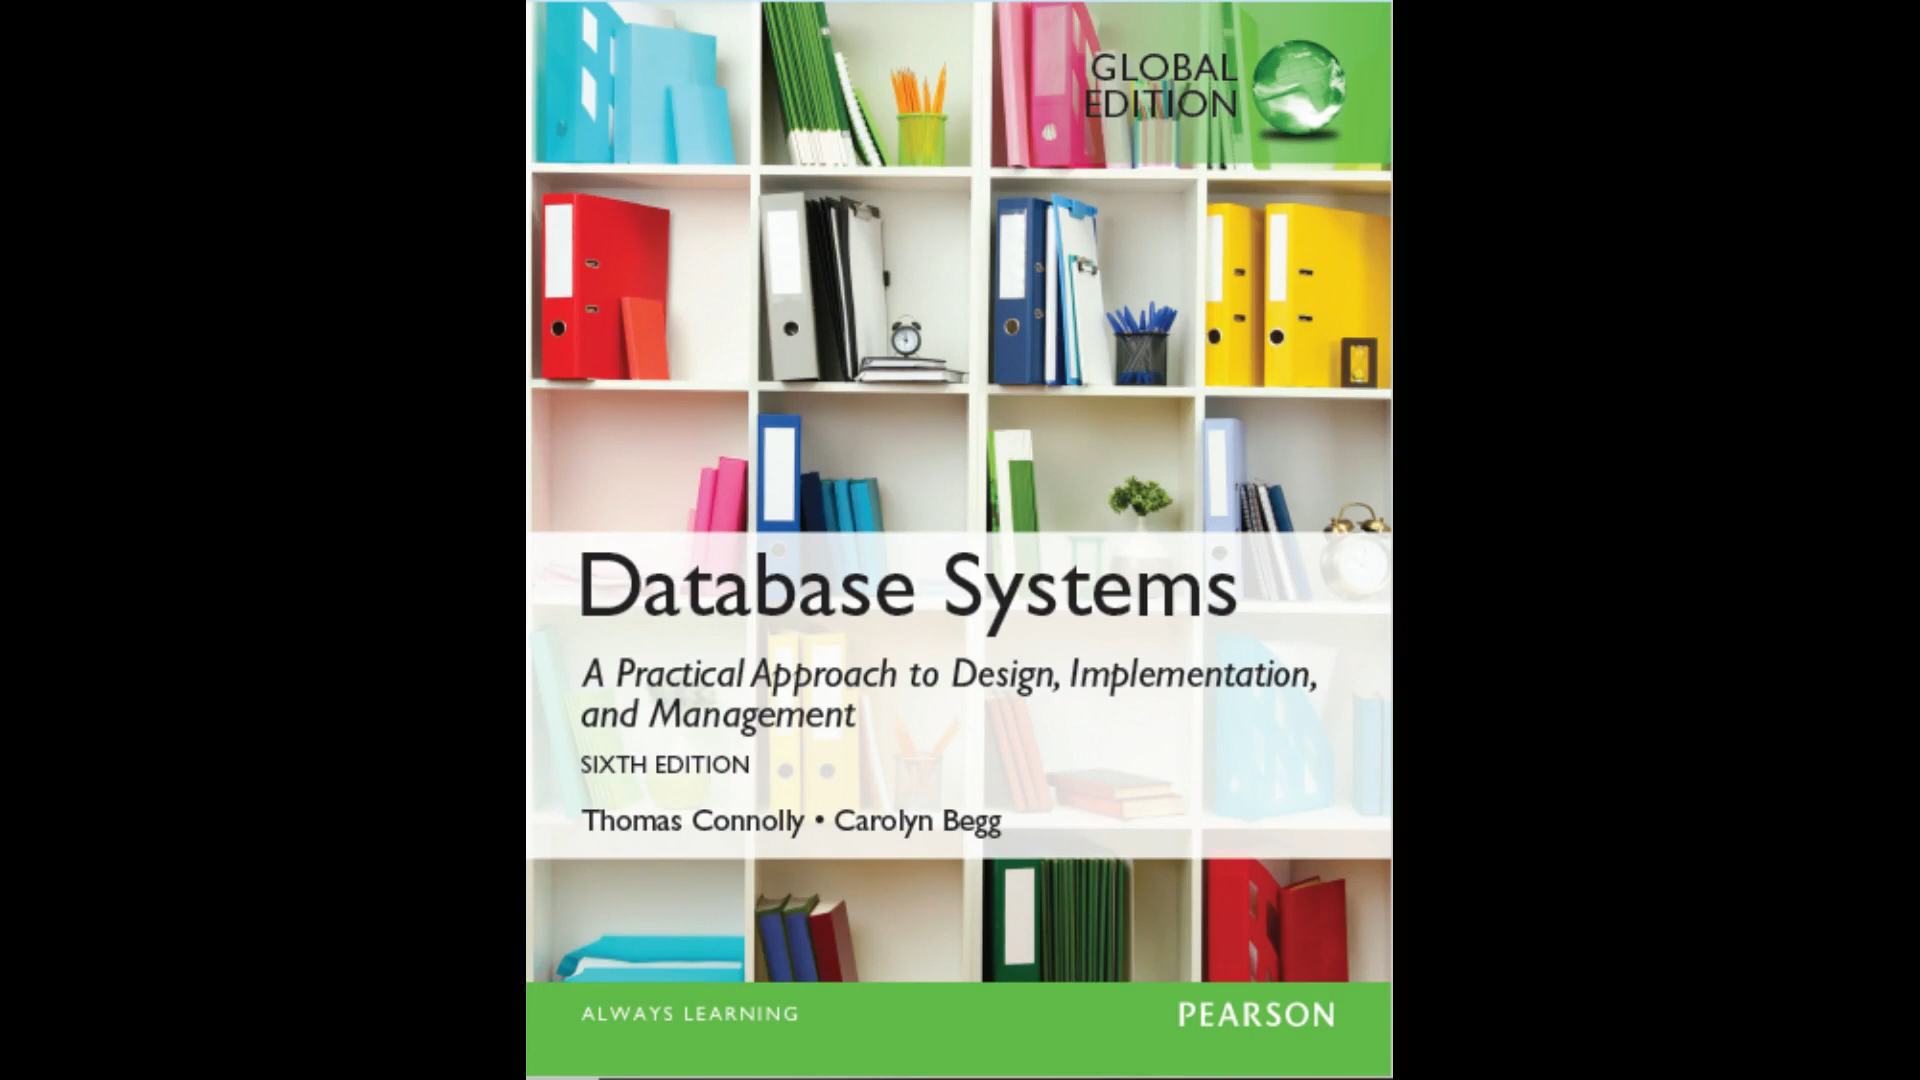 GLOBAL
EDITION
Database Systems
A Practical Approach to Design, Implementation,
and Management
SIXTH EDITION
Thomas Connolly • Carolyn Begg
ALWAYS LEARNING
PEARSON